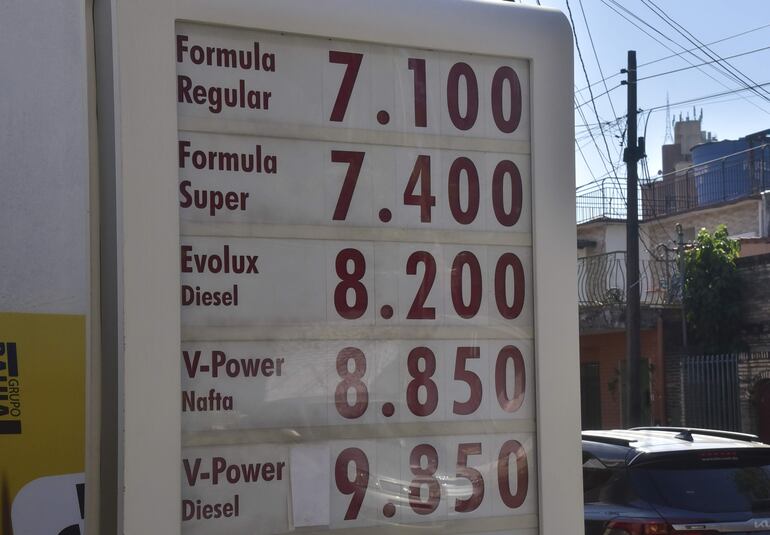 Formula
Regular 7.100
Formula
Super 7.400
Evolux
Diesel 8.200
V-Power
Nafta 8.850
V-Power
Diesel 9.850
GRUPO
KIA